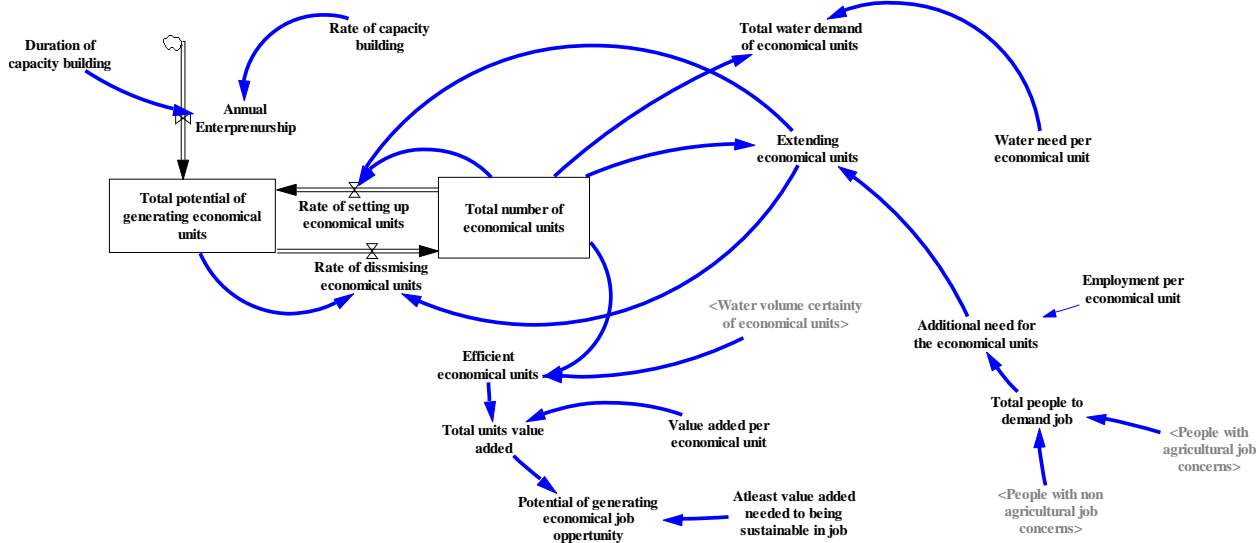 Duration of
capacity building
Rate of capacity
building
Annual
Enterprenurship
Total water demand
of economical units
Extending
economical units
Water need per
economical unit
Total potential of
generating economical
units
Rate of setting up
economical units
Total number of
economical units
Rate of dissmising
economical units
<Water volume certainty
of economical units>
Employment per
economical unit
Additional need for
the economical units
Efficient
economical units
Total units value
added
Value added per
economical unit
Total people to
demand job
<People with
agricultural job
concerns>
<People with non
agricultural job
concerns>
Potential of generating
economical job
oppertunity
Atleast value added
needed to being
sustainable in job